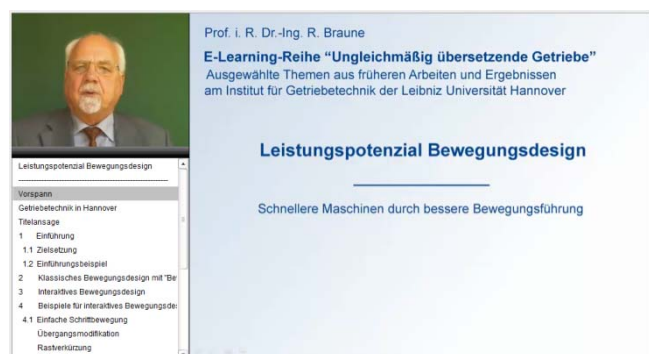 Prof. i. R. Dr.-Ing. R. Braune
E-Learning-Reihe “Ungleichmäßig übersetzende Getriebe”
Ausgewählte Themen aus früheren Arbeiten und Ergebnissen
am Institut für Getriebetechnik der Leibniz Universität Hannover
Leistungspotenzial Bewegungsdesign
Schnellere Maschinen durch bessere Bewegungsführung
Leistungspotenzial Bewegungsdesign
Vorspann
Getriebetechnik in Hannover
Titelansage
1 Einführung
1.1 Zielsetzung
1.2 Einführungsbeispiel
2 Klassisches Bewegungsdesign mit "Be
3 Interaktives Bewegungsdesign
4 Beispiele für interaktives Bewegungsde
4.1 Einfache Schrittbewegung
Übergangsmodifikation
Rastverkürzung